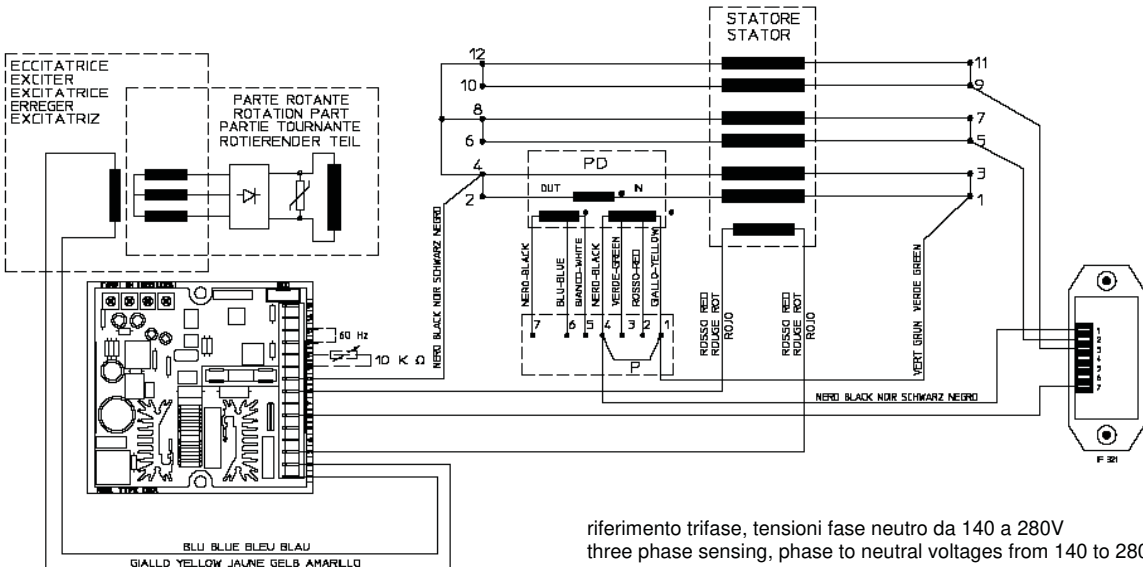 STATORE
STATOR
ECCITATRICE
EXCITER
EXCITATRICE
ERREGER
EXCITATRIZ
PARTE ROTANTE
ROTATION PART
PARTIE TOURNANTE
ROTIERENDER TEIL
12
10
8
6
4
2
11
9
7
5
3
1
PD
OUT
IN
NERO-BLACK
BLU-BLUE
BIANCO-WHITE
NERO-BLACK
VERDE-GREEN
ROSSO-RED
GIALLO-YELLOW
7
6
5
4
3
2
1
P
NERO BLACK NOIR SCHWARZ NEGRO
ROSSO RED
ROUGE ROT
ROJO
ROSSO RED
ROUGE ROT
ROJO
VERT GRUN VERDE GREEN
60 Hz
10 K Ω
NERO BLACK NOIR SCHWARZ NEGRO
1
2
3
4
5
6
7
BLU BLUE BLEU BLAU
GIALLO YELLOW JAUNE GELB AMARILLO
riferimento trifase, tensioni fase neutro da 140 a 280V
three phase sensing, phase to neutral voltages from 140 to 280